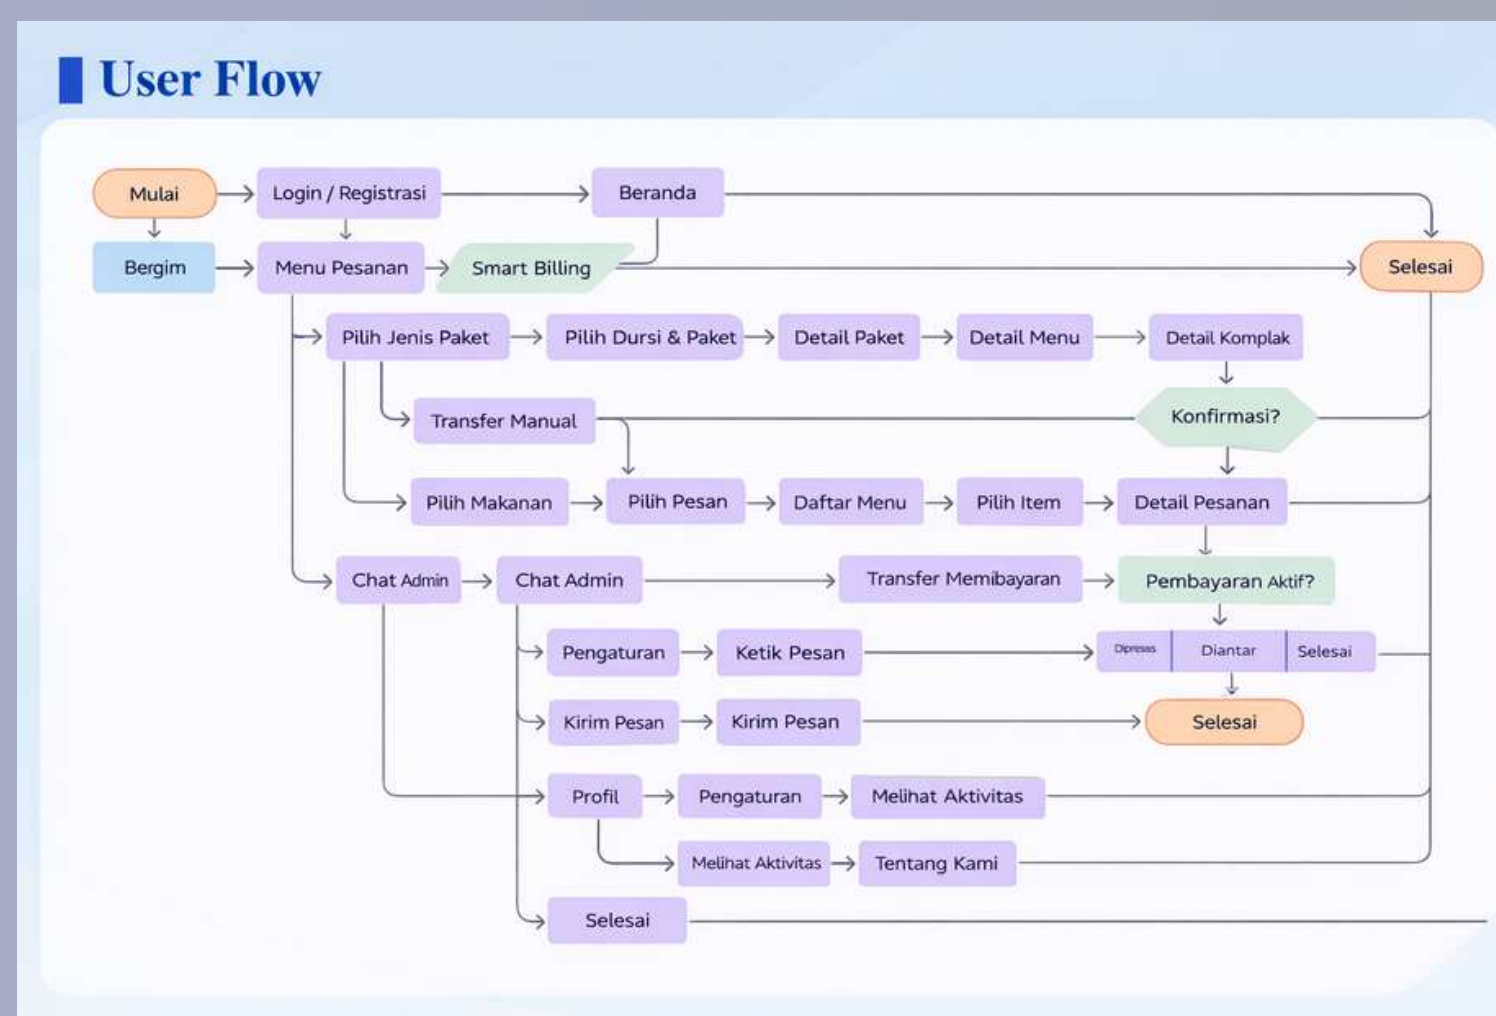 User Flow
Mulai
Login / Registrasi
Beranda
Bergim
Menu Pesanan
Smart Billing
Selesai
Pilih Jenis Paket
Pilih Dursi & Paket
Detail Paket
Detail Menu
Detail Komplak
Transfer Manual
Konfirmasi?
Pilih Makanan
Pilih Pesan
Daftar Menu
Pilih Item
Detail Pesanan
Chat Admin
Chat Admin
Transfer Memibayaran
Pembayaran Aktif?
Pengaturan
Ketik Pesan
Diantar
Selesai
Kirim Pesan
Kirim Pesan
Selesai
Profil
Pengaturan
Melihat Aktivitas
Melihat Aktivitas
Tentang Kami
Selesai